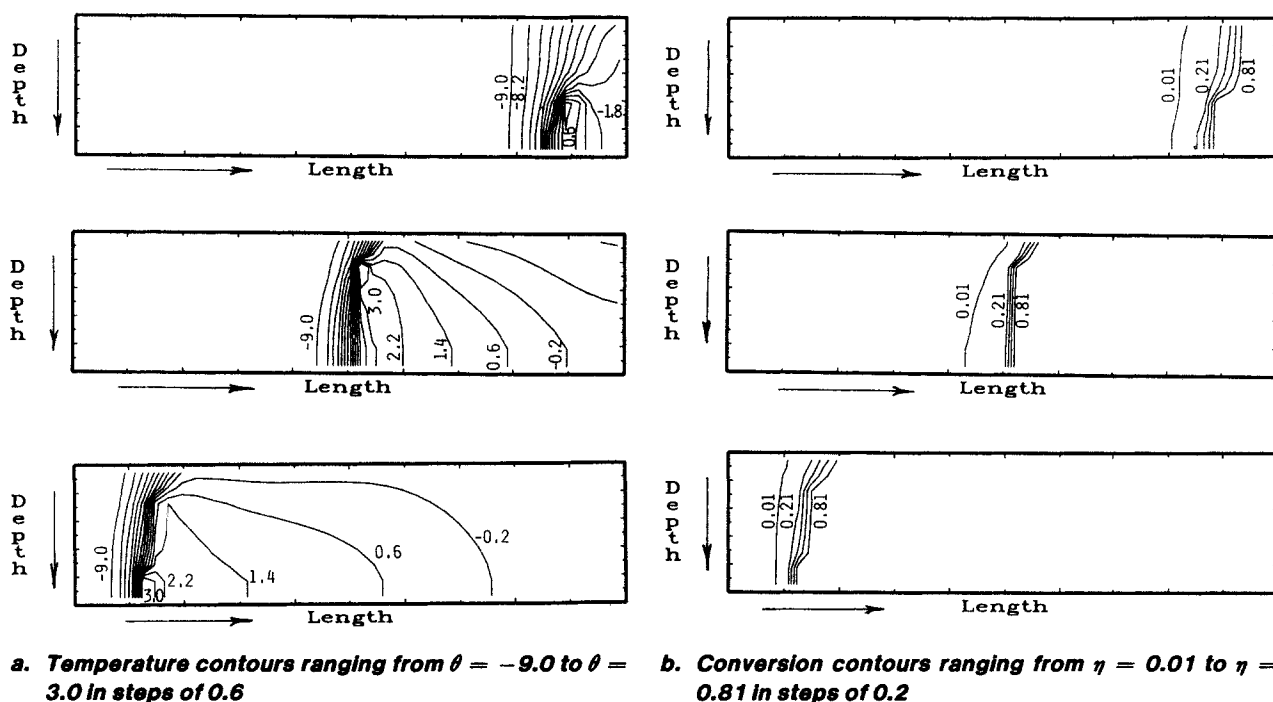 Depth
-9.0
-8.2
0.6
-1.8
Length
Depth
0.01
0.21
0.81
Length
Depth
-9.0
3.0
2.2
1.4
0.6
-0.2
Length
Depth
0.01
0.21
0.81
Length
Depth
-9.0
3.0
2.2
1.4
0.6
-0.2
Length
Depth
0.01
0.21
0.81
Length
a. Temperature contours ranging from θ = −9.0 to θ =
3.0 in steps of 0.6
b. Conversion contours ranging from η = 0.01 to η =
0.81 in steps of 0.2